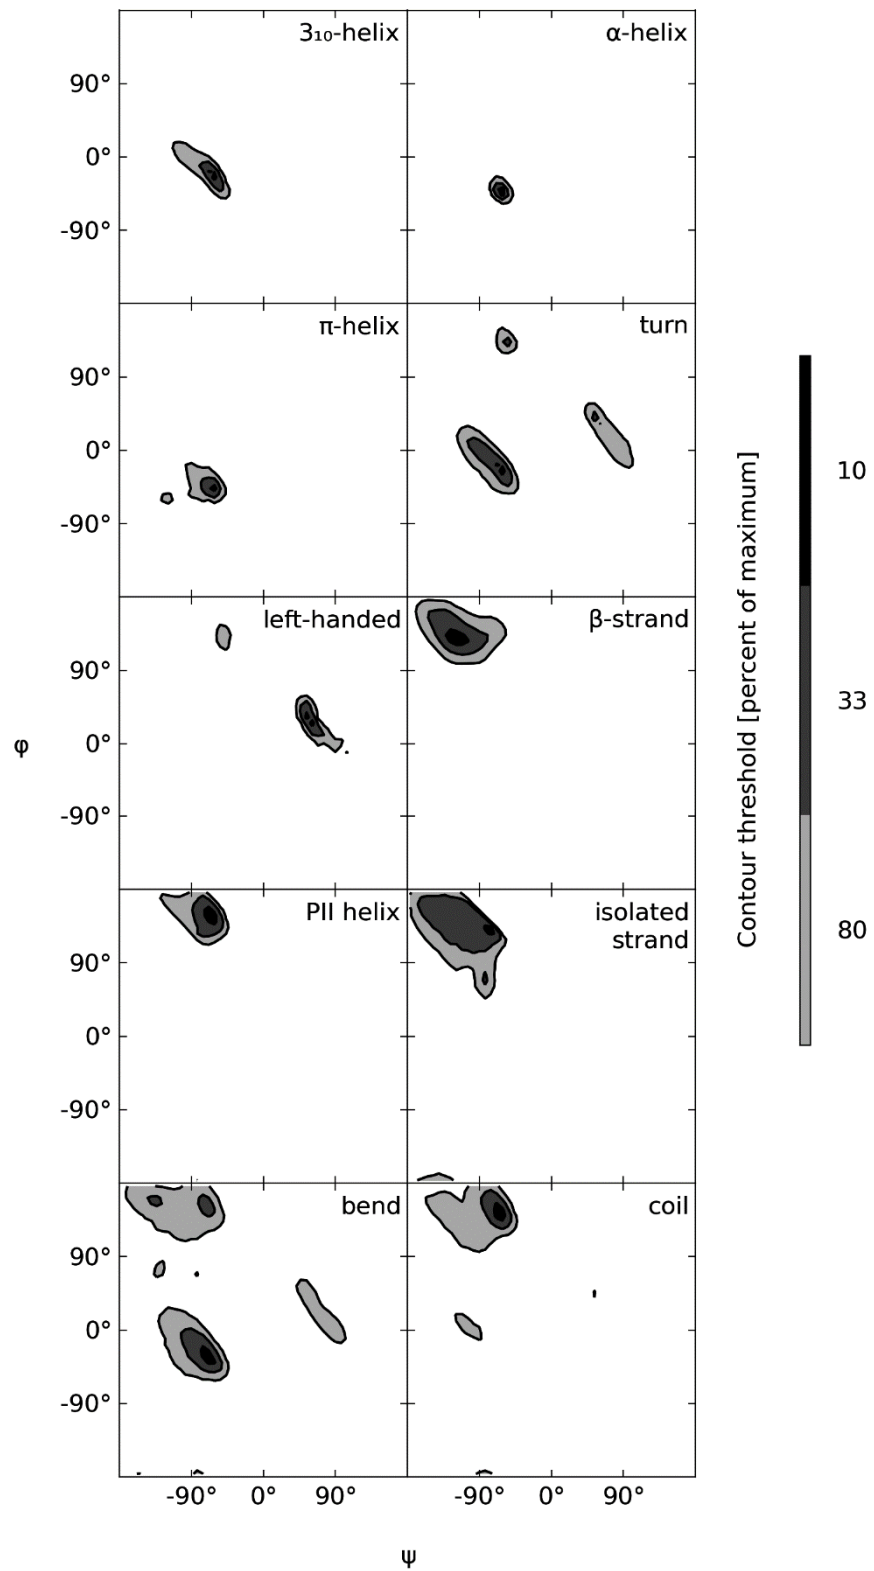 3₁₀-helix
α-helix
90°
0°
-90°
π-helix
turn
90°
0°
-90°
left-handed
β-strand
90°
0°
-90°
φ
PII helix
isolated
strand
90°
0°
-90°
bend
coil
90°
0°
-90°
-90° 0° 90° -90° 0° 90°
ψ
Contour threshold [percent of maximum]
10
33
80